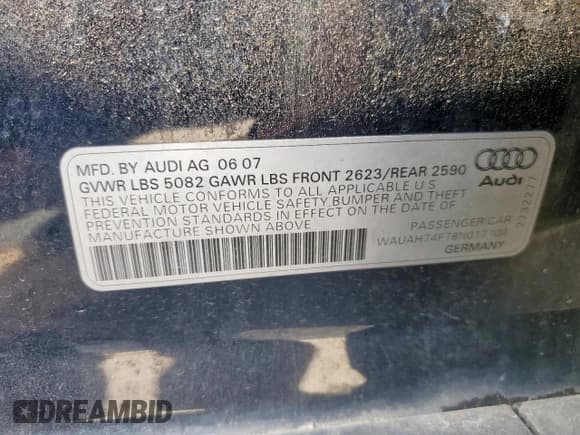 MFD. BY AUDI AG 06 07
GVWR LBS 5082 GAWR LBS FRONT 2623/REAR 2590
THIS VEHICLE CONFORMS TO ALL APPLICABLE U S
FEDERAL MOTOR VEHICLE SAFETY,BUMPER AND THEFT
PREVENTION STANDARDS IN EFFECT ON THE DATE OF
MANUFACTURE SHOWN ABOVE
Audi
PASSENGER CAR
GERMANY
DREAMBID